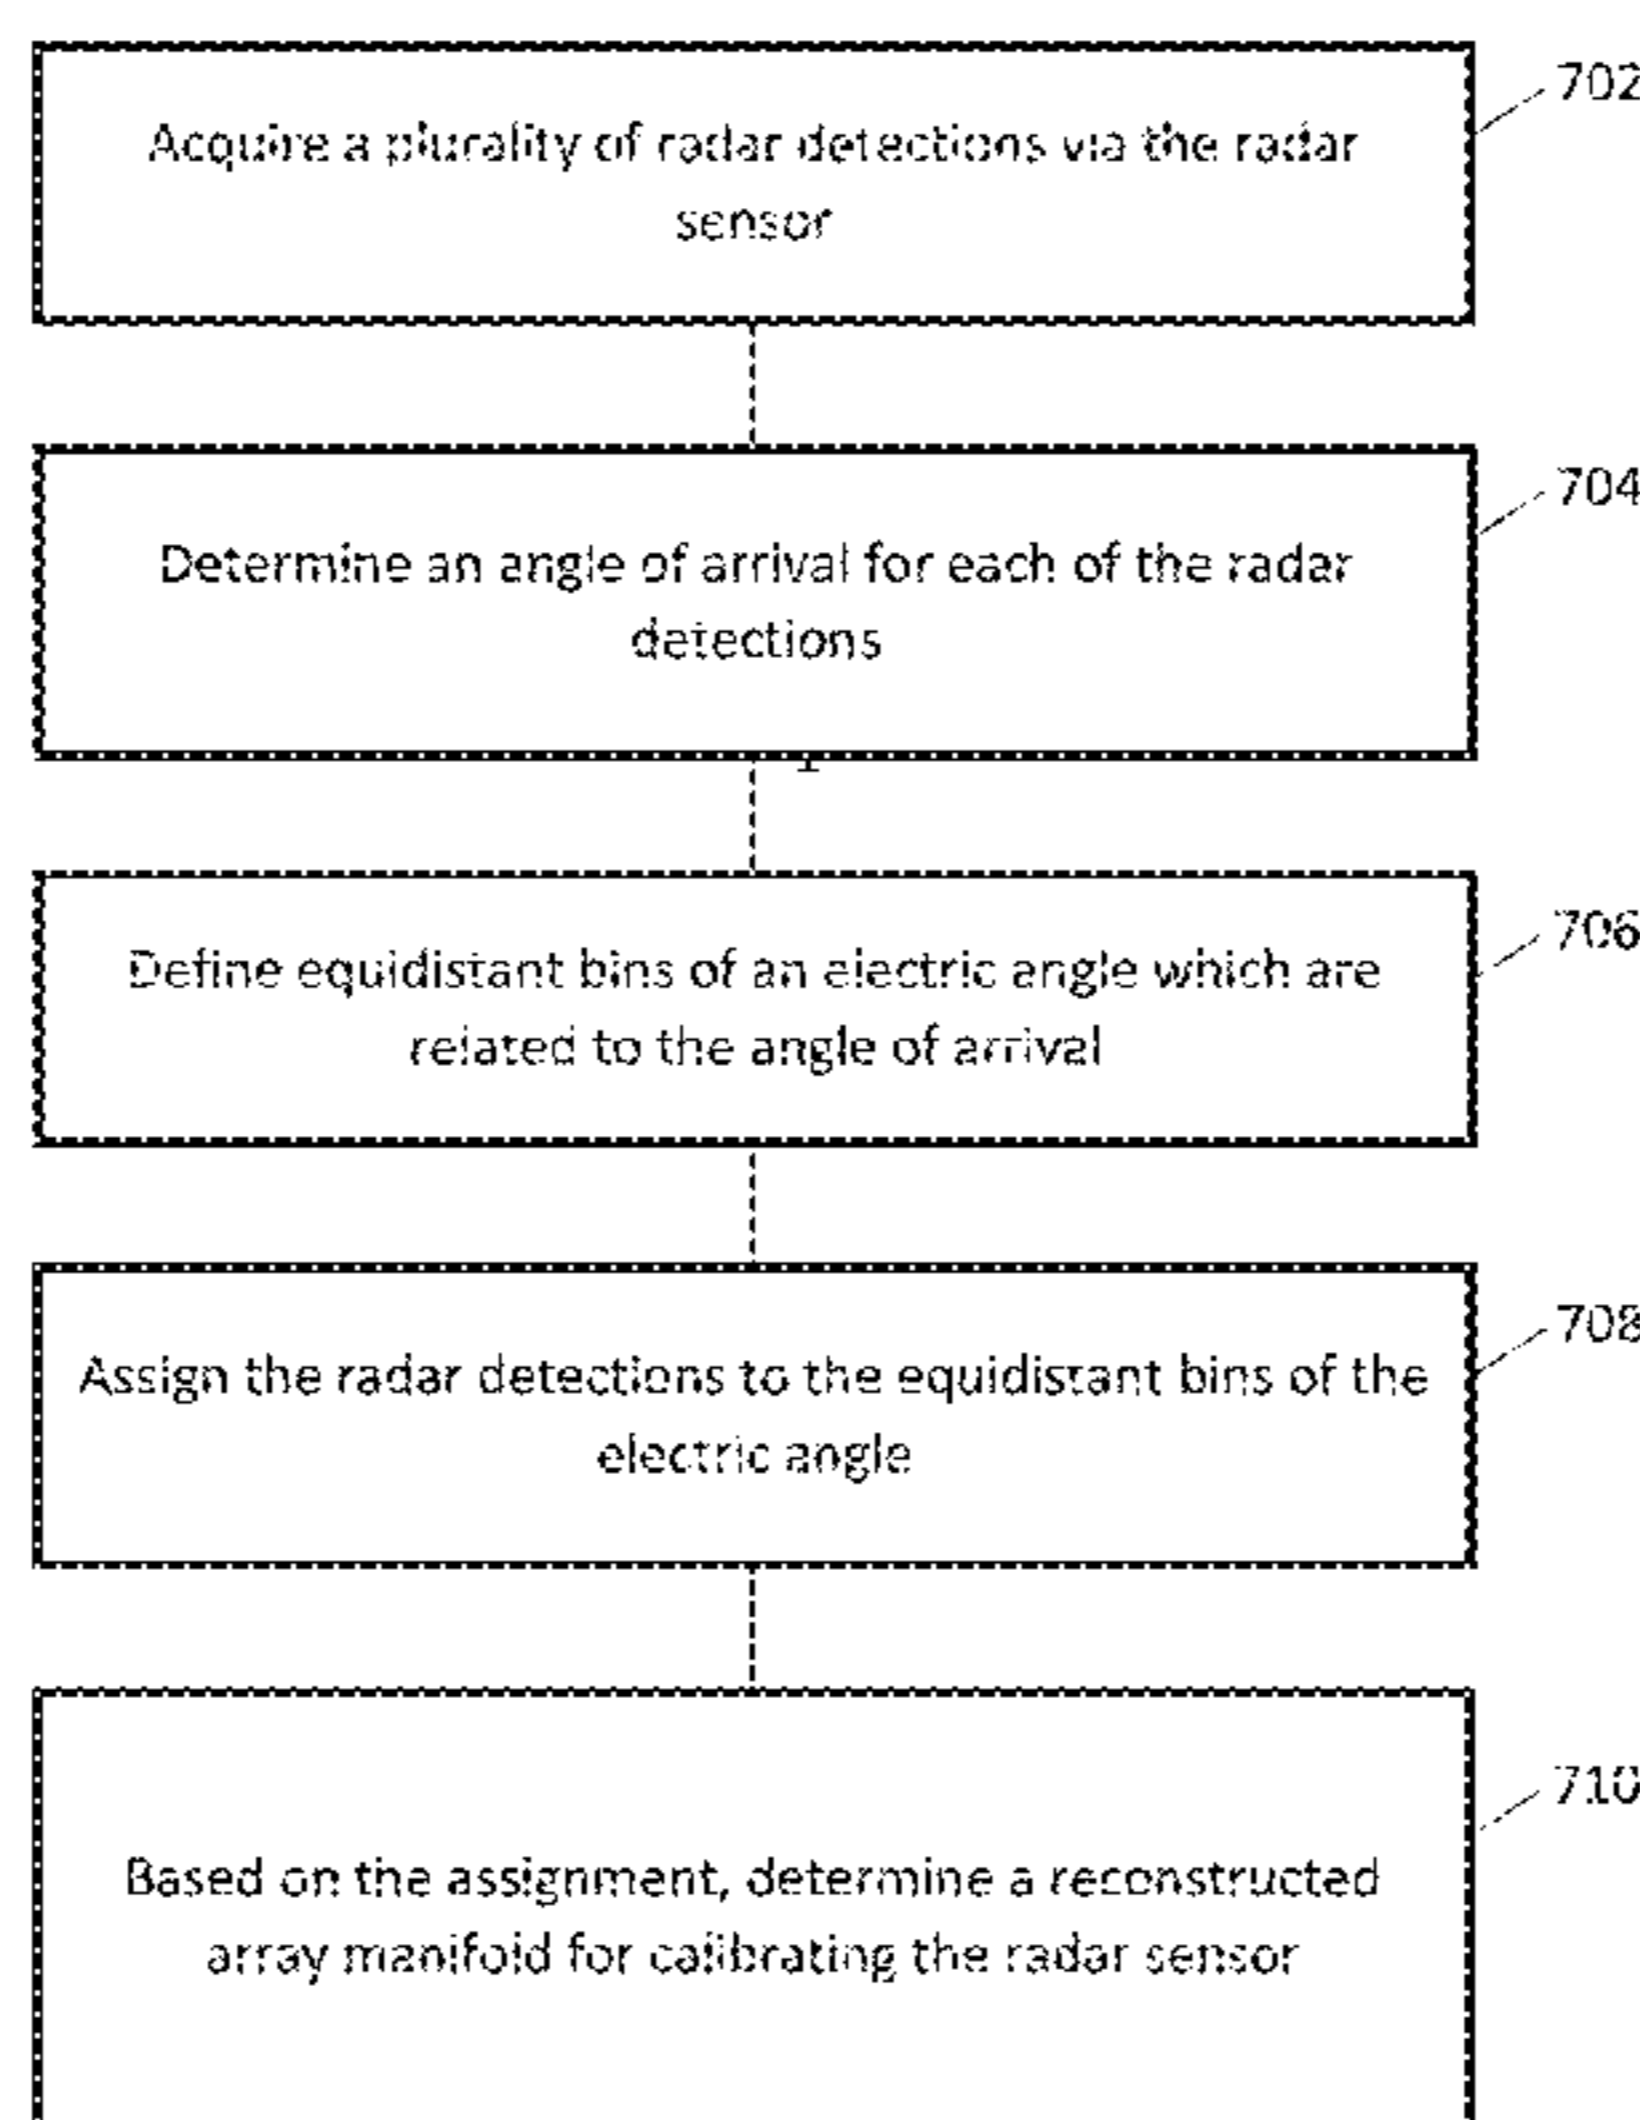 702
Acquire a plurality of radar detections via the radar
sensor
704
Determine an angle of arrival for each of the radar
detections
706
Define equidistant bins of an electric angle which are
related to the angle of arrival
708
Assign the radar detections to the equidistant bins of the
electric angle
710
Based on the assignment, determine a reconstructed
array manifold for calibrating the radar sensor